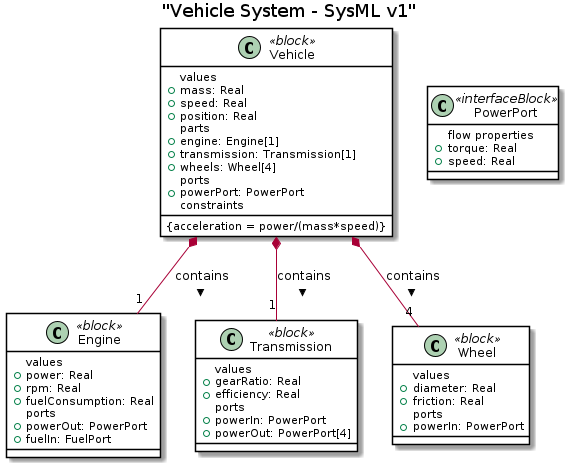 "Vehicle System - SysML v1"
C
«block»
Vehicle
values
mass: Real
speed: Real
position: Real
parts
engine: Engine[1]
transmission: Transmission[1]
wheels: Wheel[4]
ports
powerPort: PowerPort
constraints
{acceleration = power/(mass*speed)}
C
«interfaceBlock»
PowerPort
flow properties
torque: Real
speed: Real
contains
1
contains
1
contains
4
C
«block»
Engine
values
power: Real
rpm: Real
fuelConsumption: Real
ports
powerOut: PowerPort
fuelIn: FuelPort
C
«block»
Transmission
values
gearRatio: Real
efficiency: Real
ports
powerIn: PowerPort
powerOut: PowerPort[4]
C
«block»
Wheel
values
diameter: Real
friction: Real
ports
powerIn: PowerPort